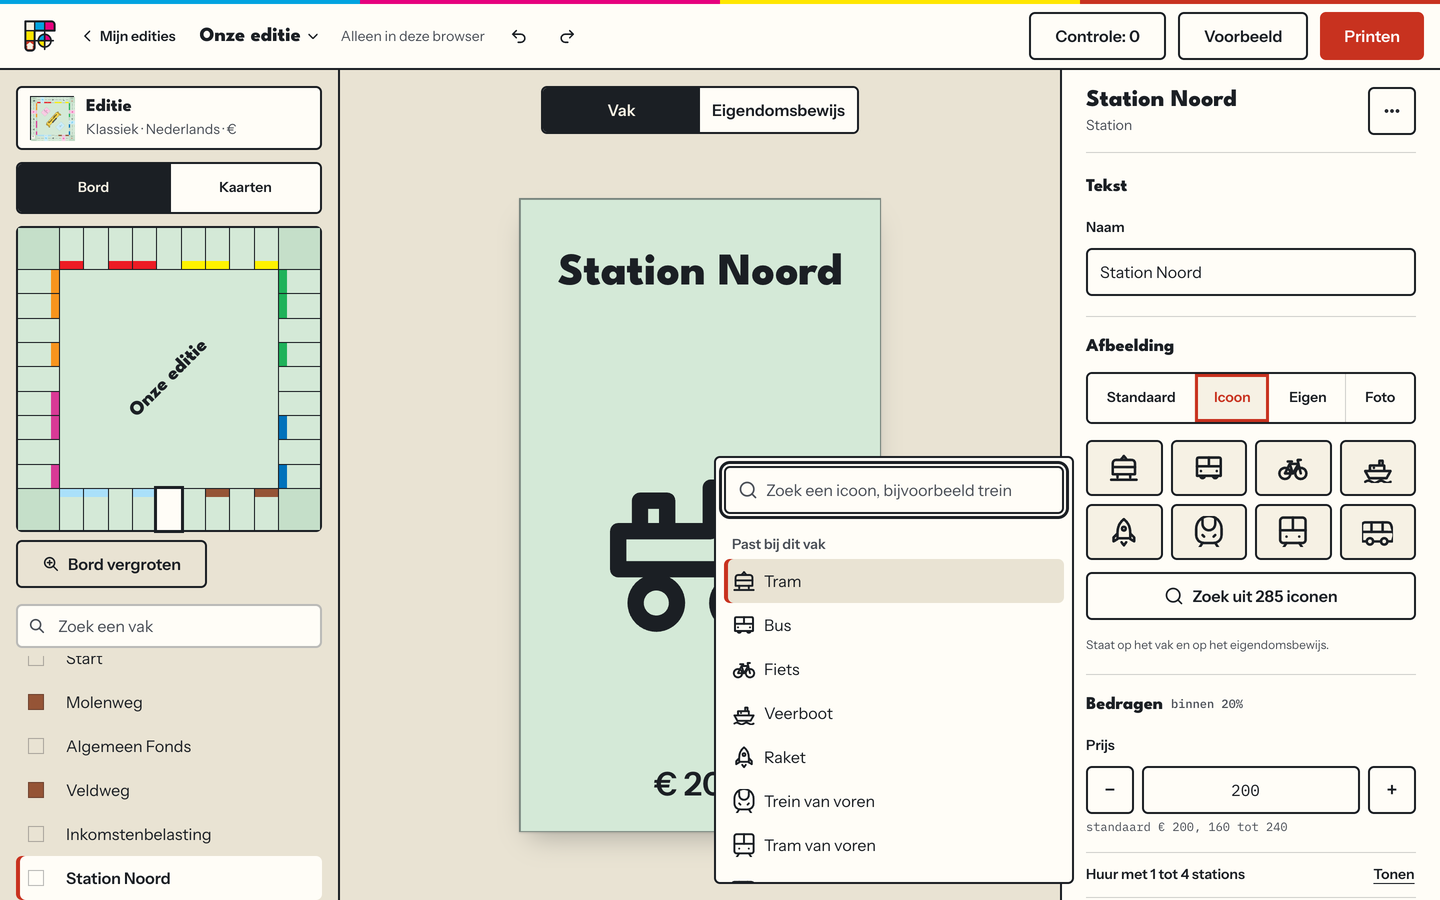 Mijn edities
Onze editie
Alleen in deze browser
Controle: 0
Voorbeeld
Printen
Editie
Klassiek · Nederlands · €
Bord
Kaarten
Onze editie
Bord vergroten
Zoek een vak
Start
Molenweg
Algemeen Fonds
Veldweg
Inkomstenbelasting
Station Noord
Vak
Eigendomsbewijs
Station Noord
€ 20
Zoek een icoon, bijvoorbeeld trein
Past bij dit vak
Tram
Bus
Fiets
Veerboot
Raket
Trein van voren
Tram van voren
Station Noord
Station
Tekst
Naam
Station Noord
Afbeelding
Standaard
Icoon
Eigen
Foto
Zoek uit 285 iconen
Staat op het vak en op het eigendomsbewijs.
Bedragen binnen 20%
Prijs
− 200 +
standaard € 200, 160 tot 240
Huur met 1 tot 4 stations
Tonen